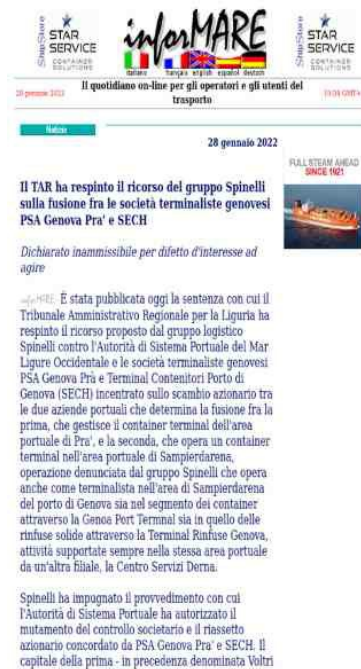 ShipStore
STAR
SERVICE
CONTAINER
SOLUTIONS
inforMARE
italiano français english español deutsch
ShipStore
STAR
SERVICE
CONTAINER
SOLUTIONS
28 gennaio 2022
Il quotidiano on-line per gli operatori e gli utenti del
trasporto
Notizie
28 gennaio 2022
FULL STEAM AHEAD
SINCE 1921
Il TAR ha respinto il ricorso del gruppo Spinelli
sulla fusione fra le società terminaliste genovesi
PSA Genova Pra' e SECH
Dichiarato inammissibile per difetto d'interesse ad
agire
inforMARE È stata pubblicata oggi la sentenza con cui il
Tribunale Amministrativo Regionale per la Liguria ha
respinto il ricorso proposto dal gruppo logistico
Spinelli contro l'Autorità di Sistema Portuale del Mar
Ligure Occidentale e le società terminaliste genovesi
PSA Genova Prà e Terminal Contenitori Porto di
Genova (SECH) incentrato sullo scambio azionario tra
le due aziende portuali che determina la fusione fra la
prima, che gestisce il container terminal dell'area
portuale di Pra', e la seconda, che opera un container
terminal nell'area portuale di Sampierdarena,
operazione denunciata dal gruppo Spinelli che opera
anche come terminalista nell'area di Sampierdarena
del porto di Genova sia nel segmento dei container
attraverso la Genoa Port Termnal sia in quello delle
rinfuse solide attraverso la Terminal Rinfuse Genova,
attività supportate sempre nella stessa area portuale
da un'altra filiale, la Centro Servizi Derna.
Spinelli ha impugnato il provvedimento con cui
l'Autorità di Sistema Portuale ha autorizzato il
mutamento del controllo societario e il riassetto
azionario concordato da PSA Genova Pra' e SECH. Il
capitale della prima - in precedenza denominata Voltri